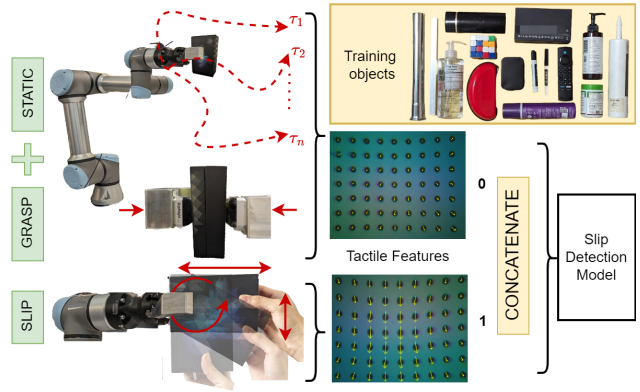 STATIC
GRASP
SLIP
τ1
τ2
τn
Training
objects
Tactile Features
0
1
CONCATENATE
Slip
Detection
Model